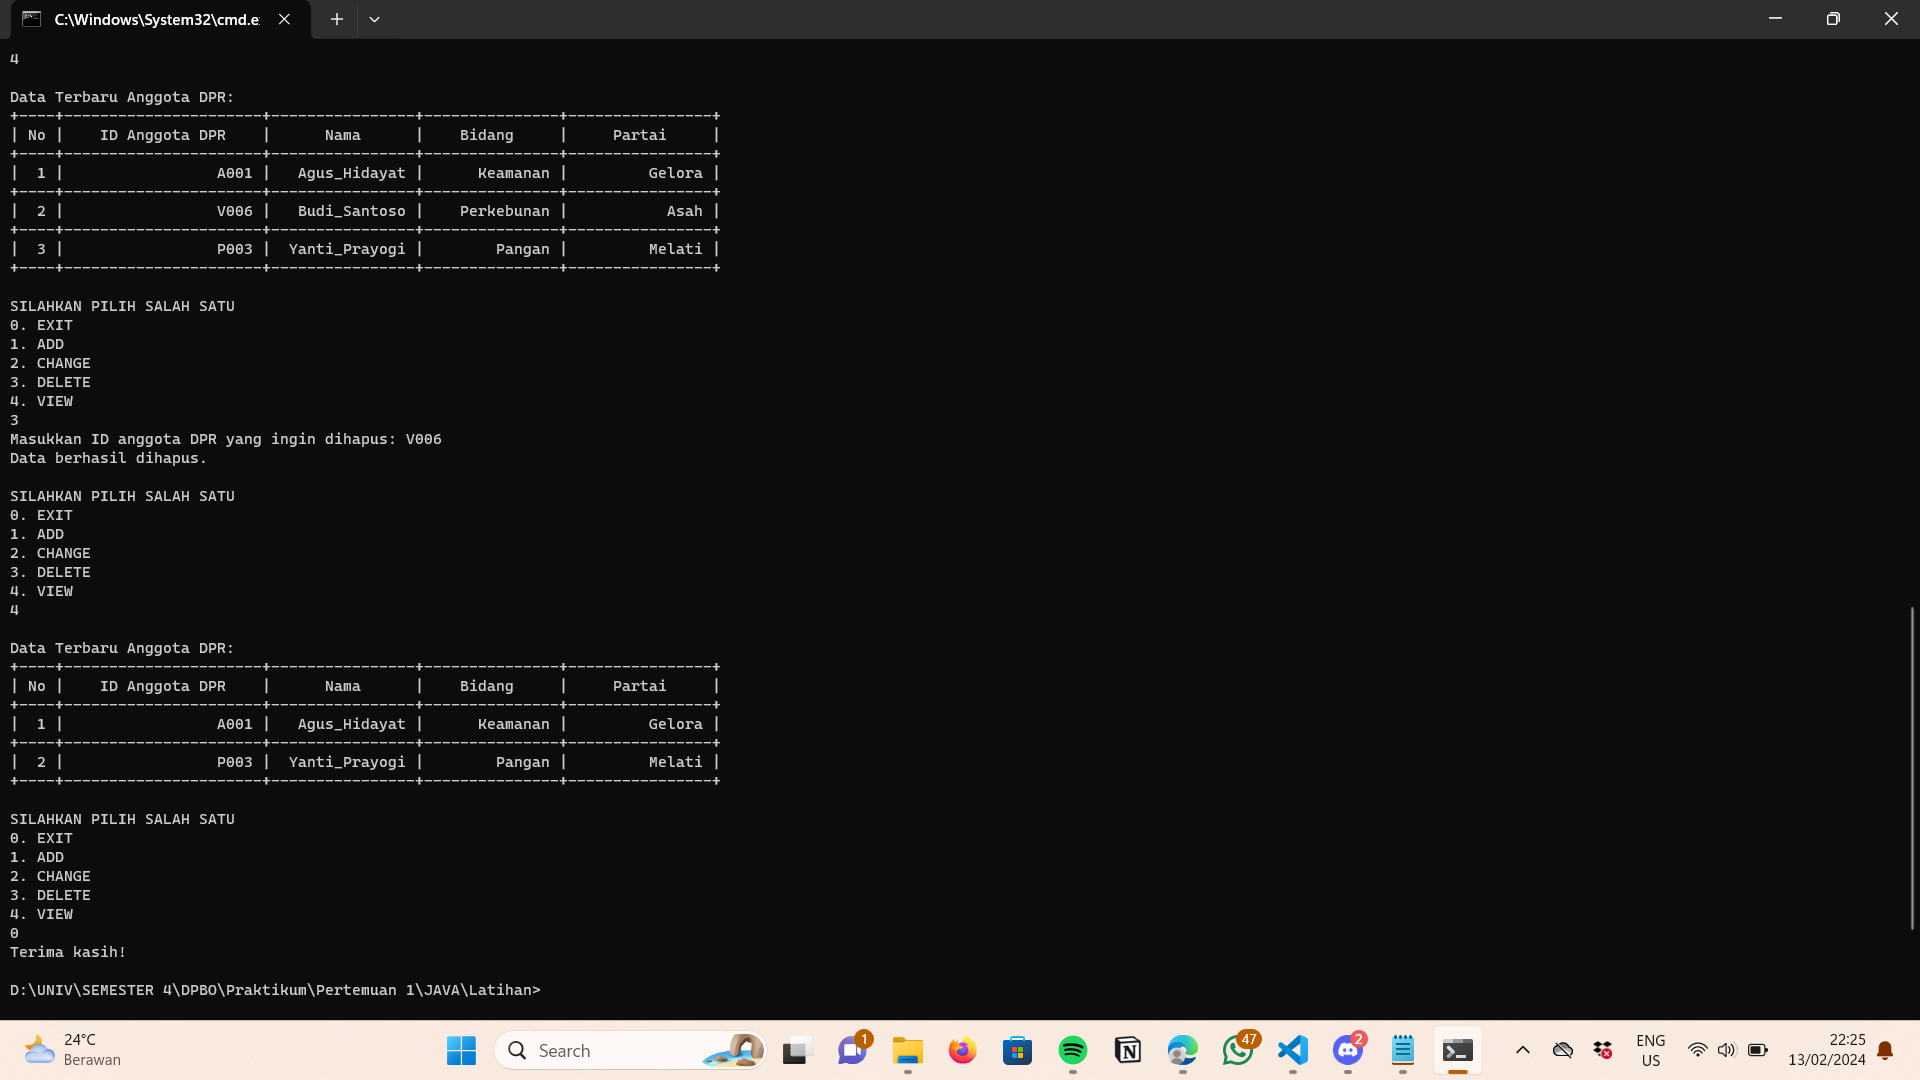 C:\Windows\System32\cmd.e
4
Data Terbaru Anggota DPR:
+----+----------------------+----------------+---------------+----------------+
| No |    ID Anggota DPR    |      Nama      |    Bidang     |     Partai     |
+----+----------------------+----------------+---------------+----------------+
|  1 |                 A001 |   Agus_Hidayat |      Keamanan |         Gelora |
+----+----------------------+----------------+---------------+----------------+
|  2 |                 V006 |   Budi_Santoso |    Perkebunan |           Asah |
+----+----------------------+----------------+---------------+----------------+
|  3 |                 P003 |  Yanti_Prayogi |        Pangan |         Melati |
+----+----------------------+----------------+---------------+----------------+
SILAHKAN PILIH SALAH SATU
0. EXIT
1. ADD
2. CHANGE
3. DELETE
4. VIEW
3
Masukkan ID anggota DPR yang ingin dihapus: V006
Data berhasil dihapus.
SILAHKAN PILIH SALAH SATU
0. EXIT
1. ADD
2. CHANGE
3. DELETE
4. VIEW
4
Data Terbaru Anggota DPR:
+----+----------------------+----------------+---------------+----------------+
| No |    ID Anggota DPR    |      Nama      |    Bidang     |     Partai     |
+----+----------------------+----------------+---------------+----------------+
|  1 |                 A001 |   Agus_Hidayat |      Keamanan |         Gelora |
+----+----------------------+----------------+---------------+----------------+
|  2 |                 P003 |  Yanti_Prayogi |        Pangan |         Melati |
+----+----------------------+----------------+---------------+----------------+
SILAHKAN PILIH SALAH SATU
0. EXIT
1. ADD
2. CHANGE
3. DELETE
4. VIEW
0
Terima kasih!
D:\UNIV\SEMESTER 4\DPBO\Praktikum\Pertemuan 1\JAVA\Latihan>
24°C
Berawan
Search
1
47
2
ENG
US
22:25
13/02/2024